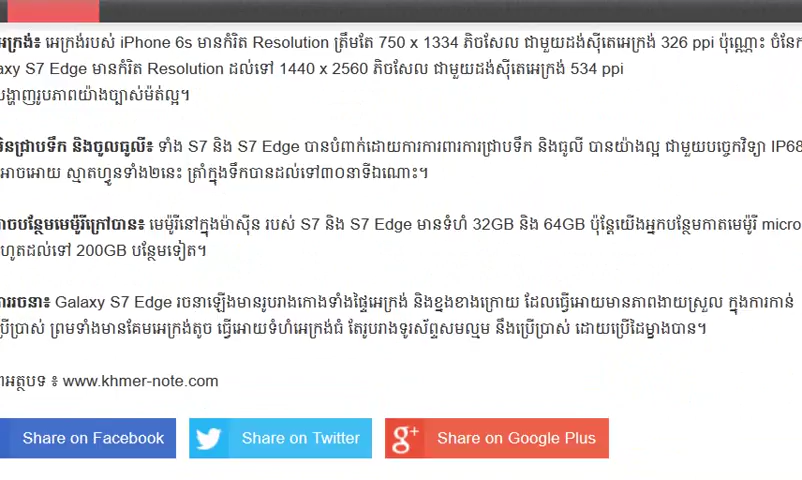 អេក្រង់៖ អេក្រង់របស់ iPhone 6s មានកំរិត Resolution ត្រឹមតែ 750 x 1334 ភិចសែល ជាមួយដង់ស៊ីតេអេក្រង់ 326 ppi ប៉ុណ្ណោះ ចំនែក
axy S7 Edge មានកំរិត Resolution ដល់ទៅ 1440 x 2560 ភិចសែល ជាមួយដង់ស៊ីតេអេក្រង់ 534 ppi
បង្ហាញរូបភាពយ៉ាងច្បាស់ម៉ត់ល្អ។
មិនជ្រាបទឹក និងចូលធូលី៖ ទាំង S7 និង S7 Edge បានបំពាក់ដោយការការពារការជ្រាបទឹក និងធូលី បានយ៉ាងល្អ ជាមួយបច្ចេកវិទ្យា IP68
អាចអោយ ស្មាតហ្វូនទាំង២នេះ ត្រាំក្នុងទឹកបានដល់ទៅ៣០នាទីឯណោះ។
អាចបន្ថែមមេម៉ូរីក្រៅបាន៖ មេម៉ូរីនៅក្នុងម៉ាស៊ីន របស់ S7 និង S7 Edge មានទំហំ 32GB និង 64GB ប៉ុន្តែយើងអ្នកបន្ថែមកាតមេម៉ូរី micro
រហូតដល់ទៅ 200GB បន្ថែមទៀត។
ការរចនា៖ Galaxy S7 Edge រចនាឡើងមានរូបរាងកោងទាំងផ្ទៃអេក្រង់ និងខ្នងខាងក្រោយ ដែលធ្វើអោយមានភាពងាយស្រួល ក្នុងការកាន់
ប្រើប្រាស់ ព្រមទាំងមានគែមអេក្រង់តូច ធ្វើអោយទំហំអេក្រង់ធំ តែរូបរាងទូរស័ព្ទសមល្មម នឹងប្រើប្រាស់ ដោយប្រើដៃម្ខាងបាន។
អត្ថបទ ៖ www.khmer-note.com
Share on Facebook Share on Twitter g+ Share on Google Plus